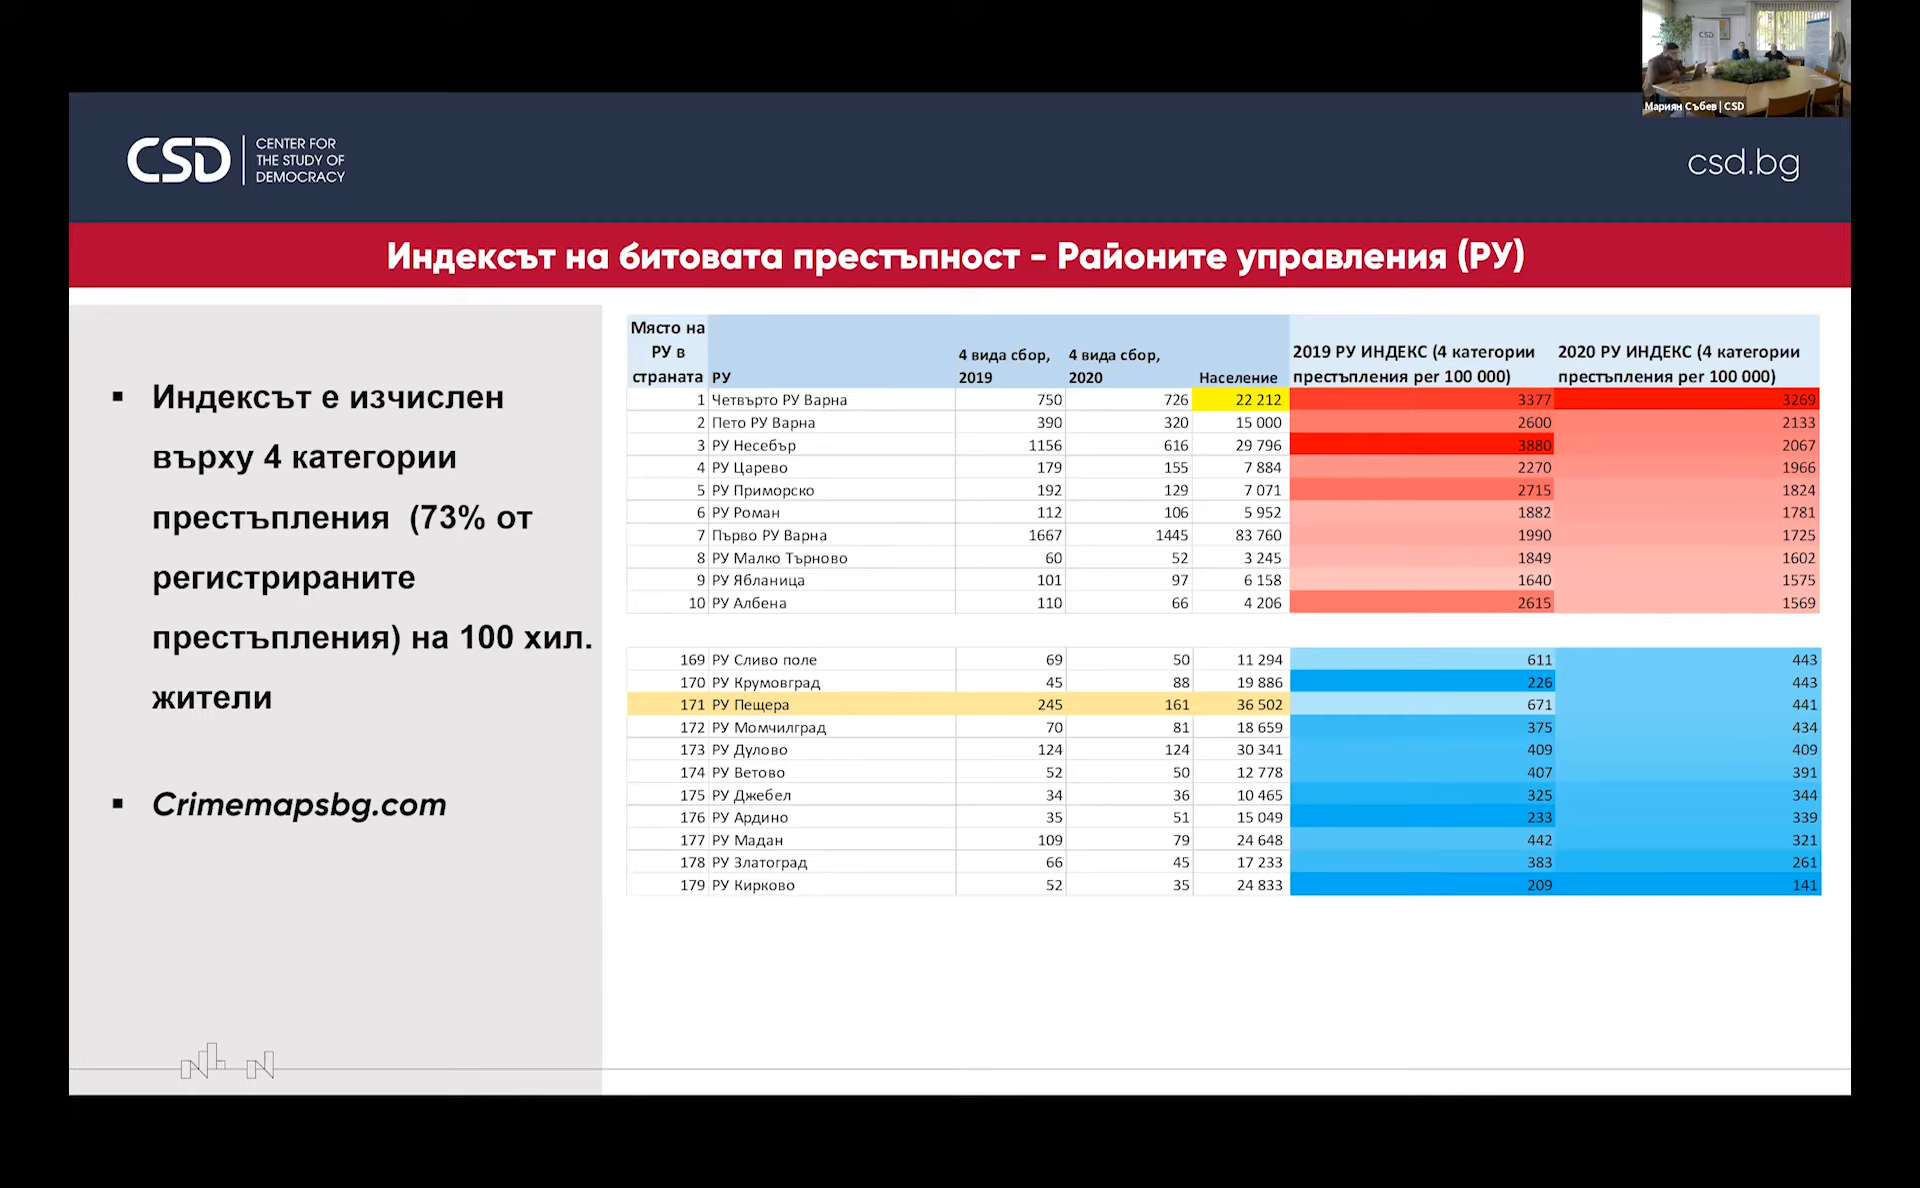 CSD
Мариян Събев | CSD
CSD
CENTER FOR
THE STUDY OF
DEMOCRACY
csd.bg
Индексът на битовата престъпност - Районите управления (РУ)
▪ Индексът е изчислен
върху 4 категории
престъпления (73% от
регистрираните
престъпления) на 100 хил.
жители
▪ Crimemapsbg.com
Място на
РУ в
страната
РУ
4 вида сбор,
2019
4 вида сбор,
2020
Население
2019 РУ ИНДЕКС (4 категории
престъпления per 100 000)
2020 РУ ИНДЕКС (4 категории
престъпления per 100 000)
1 Четвърто РУ Варна 750 726 22 212 3377 3269
2 Пето РУ Варна 390 320 15 000 2600 2133
3 РУ Несебър 1156 616 29 796 3880 2067
4 РУ Царево 179 155 7 884 2270 1966
5 РУ Приморско 192 129 7 071 2715 1824
6 РУ Роман 112 106 5 952 1882 1781
7 Първо РУ Варна 1667 1445 83 760 1990 1725
8 РУ Малко Търново 60 52 3 245 1849 1602
9 РУ Ябланица 101 97 6 158 1640 1575
10 РУ Албена 110 66 4 206 2615 1569
169 РУ Сливо поле 69 50 11 294 611 443
170 РУ Крумовград 45 88 19 886 226 443
171 РУ Пещера 245 161 36 502 671 441
172 РУ Момчилград 70 81 18 659 375 434
173 РУ Дулово 124 124 30 341 409 409
174 РУ Ветово 52 50 12 778 407 391
175 РУ Джебел 34 36 10 465 325 344
176 РУ Ардино 35 51 15 049 233 339
177 РУ Мадан 109 79 24 648 442 321
178 РУ Златоград 66 45 17 233 383 261
179 РУ Кирково 52 35 24 833 209 141